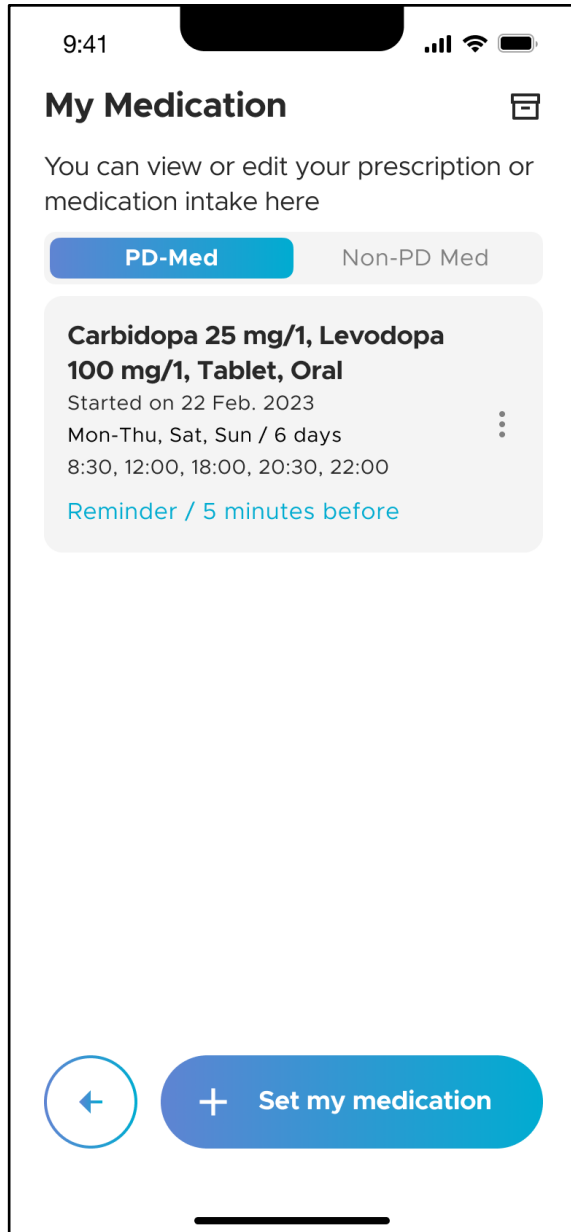 9:41
My Medication
You can view or edit your prescription or
medication intake here
PD-Med
Non-PD Med
Carbidopa 25 mg/1, Levodopa
100 mg/1, Tablet, Oral
Started on 22 Feb. 2023
Mon-Thu, Sat, Sun / 6 days
8:30, 12:00, 18:00, 20:30, 22:00
Reminder / 5 minutes before
+ Set my medication